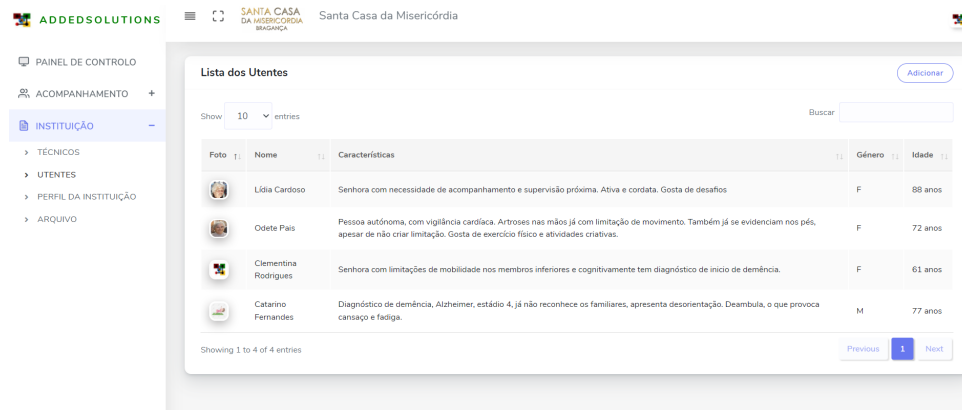 ADDEDSOLUTIONS
SANTA CASA
DA MISERICÓRDIA
BRAGANÇA
Santa Casa da Misericórdia
PAINEL DE CONTROLO
ACOMPANHAMENTO +
INSTITUIÇÃO -
> TÉCNICOS
> UTENTES
> PERFIL DA INSTITUIÇÃO
> ARQUIVO
Lista dos Utentes
Adicionar
Show 10 entries
Buscar
Foto Nome Características Género Idade
Lídia Cardoso Senhora com necessidade de acompanhamento e supervisão próxima. Ativa e cordata. Gosta de desafios F 88 anos
Odete Pais
Pessoa autónoma, com vigilância cardíaca. Artroses nas mãos já com limitação de movimento. Também já se evidenciam nos pés,
apesar de não criar limitação. Gosta de exercício físico e atividades criativas.
F 72 anos
Clementina
Rodrigues
Senhora com limitações de mobilidade nos membros inferiores e cognitivamente tem diagnóstico de inicio de demência.
F 61 anos
Catarino
Fernandes
Diagnóstico de demência, Alzheimer, estádio 4, já não reconhece os familiares, apresenta desorientação. Deambula, o que provoca
cansaço e fadiga.
M 77 anos
Showing 1 to 4 of 4 entries
Previous 1 Next